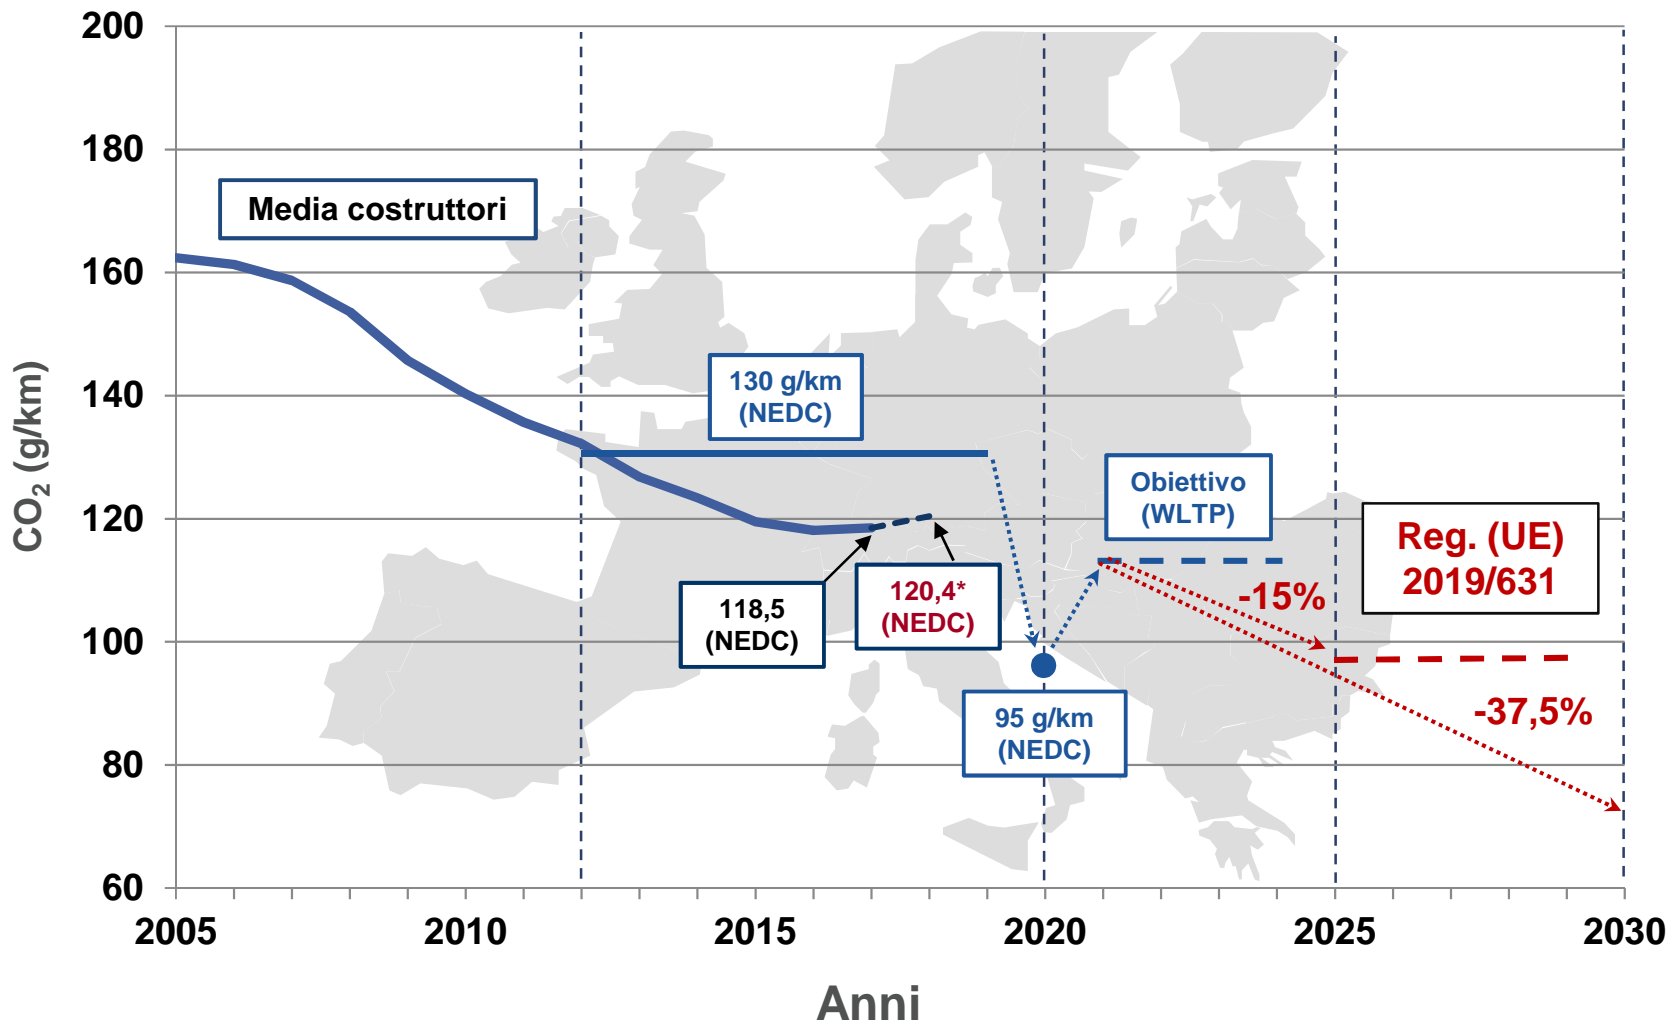 200
180
160
140
120
100
80
60
CO₂ (g/km)
Media costruttori
130 g/km
(NEDC)
Obiettivo
(WLTP)
Reg. (UE)
2019/631
118,5
(NEDC)
120,4*
(NEDC)
-15%
95 g/km
(NEDC)
-37,5%
2005
2010
2015
2020
2025
2030
Anni